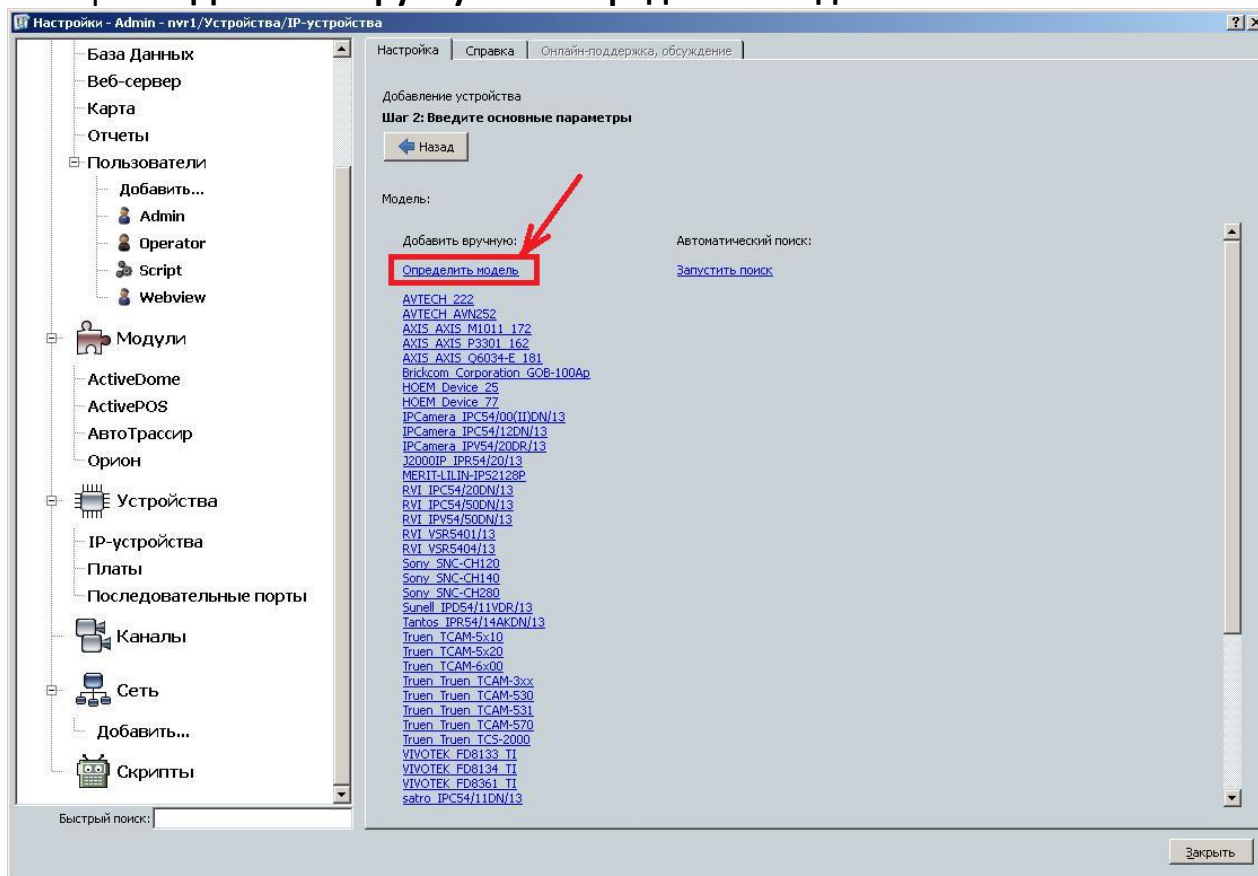 Настройки - Admin - nvr1/Устройства/IP-устройства
База Данных
Веб-сервер
Карта
Отчеты
Пользователи
Добавить...
Admin
Operator
Script
Webview
Модули
ActiveDome
ActivePOS
АвтоТрассир
Орион
Устройства
IP-устройства
Платы
Последовательные порты
Каналы
Сеть
Добавить...
Скрипты
Быстрый поиск:
Настройка Справка Онлайн-поддержка, обсуждение
Добавление устройства
Шаг 2: Введите основные параметры
Назад
Модель:
Добавить вручную: Автоматический поиск:
Определить модель Запустить поиск
AVTECH_222
AVTECH_AVN252
AXIS_AXIS_M1011_172
AXIS_AXIS_P3301_162
AXIS_AXIS_Q6034-E_181
Brickcom_Corporation_GOB-100Ap
HOEM_Device_25
HOEM_Device_77
IPCamera_IPC54/00(II)DN/13
IPCamera_IPC54/12DN/13
IPCamera_IPV54/20DR/13
J2000IP_IPR54/20/13
MERIT-LILIN-IPS2128P
RVI_IPC54/20DN/13
RVI_IPC54/50DN/13
RVI_IPV54/50DN/13
RVI_VSR5401/13
RVI_VSR5404/13
Sony_SNC-CH120
Sony_SNC-CH140
Sony_SNC-CH280
Sunell_IPD54/11VDR/13
Tantos_IPR54/14AKDN/13
Truen_TCAM-5x10
Truen_TCAM-5x20
Truen_TCAM-6x00
Truen_Truen_TCAM-3xx
Truen_Truen_TCAM-530
Truen_Truen_TCAM-531
Truen_Truen_TCAM-570
Truen_Truen_TCS-2000
VIVOTEK_FD8133_TI
VIVOTEK_FD8134_TI
VIVOTEK_FD8361_TI
satro_IPC54/11DN/13
Закрыть